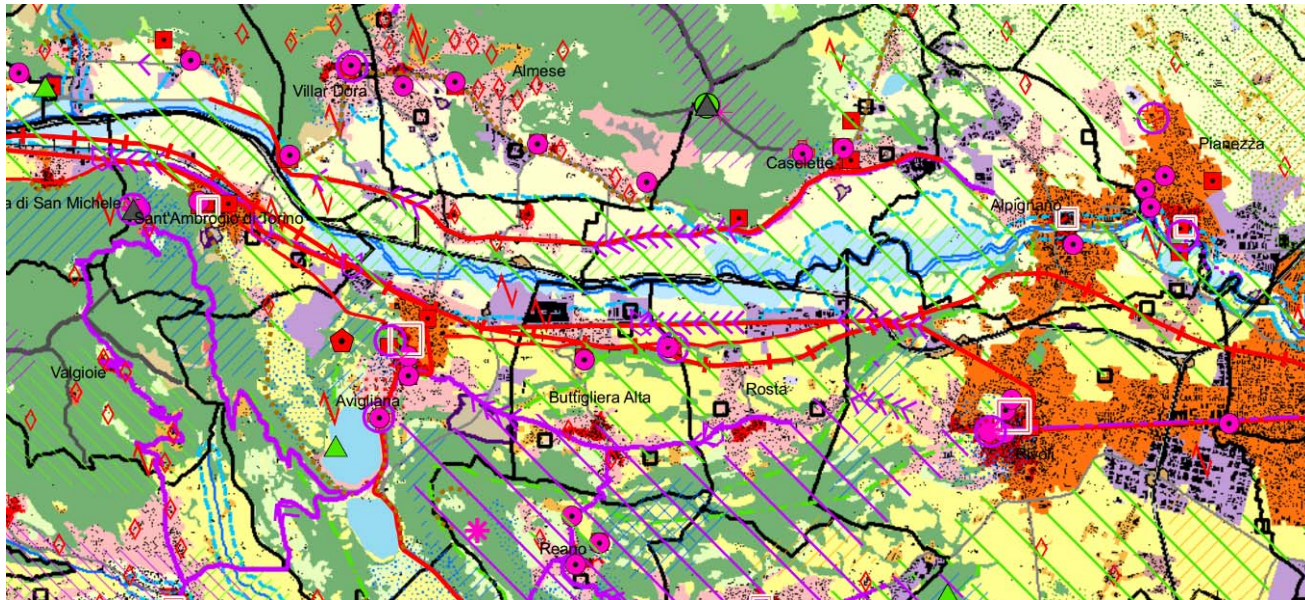 Almese
Villar Dora
Pianezza
Caselette
a di San Michele
Sant'Ambrogio di Torino
Alpignano
Valgioie
Avigliana
Buttigliera Alta
Rosta
Rivoli
Reano